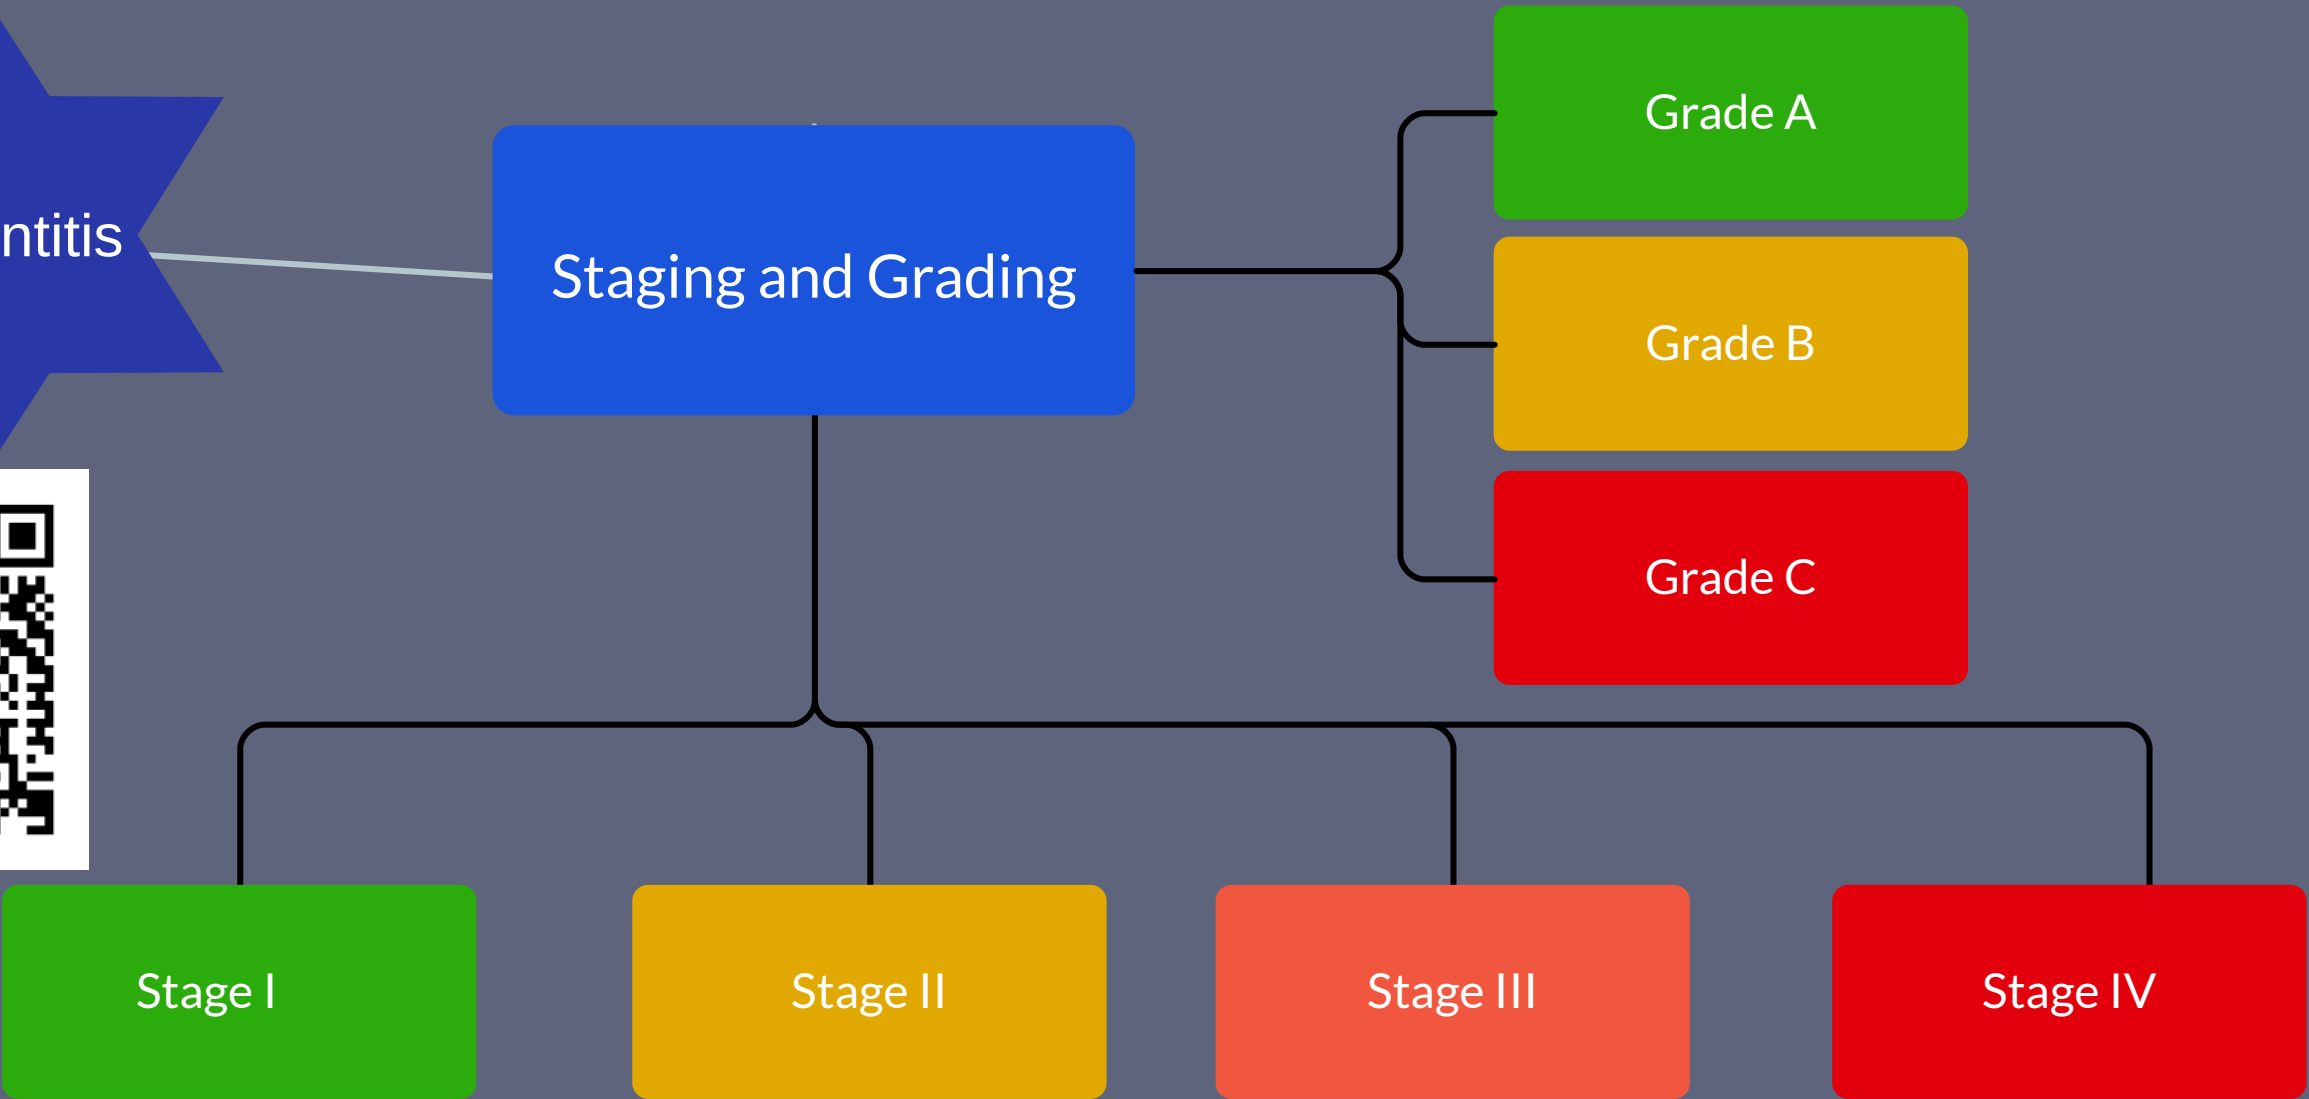 ntitis
Staging and Grading
Grade A
Grade B
Grade C
Stage I
Stage II
Stage III
Stage IV